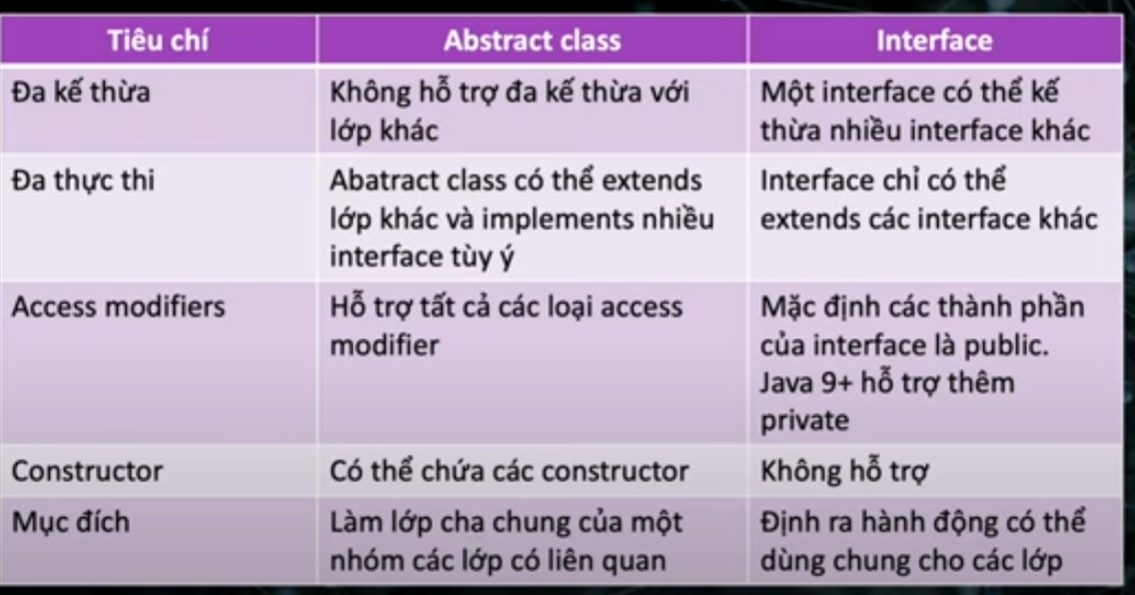 Tiêu chí
Abstract class
Interface
Đa kế thừa
Không hỗ trợ đa kế thừa với
lớp khác
Một interface có thể kế
thừa nhiều interface khác
Đa thực thi
Abatract class có thể extends
lớp khác và implements nhiều
interface tùy ý
Interface chỉ có thể
extends các interface khác
Access modifiers
Hỗ trợ tất cả các loại access
modifier
Mặc định các thành phần
của interface là public.
Java 9+ hỗ trợ thêm
private
Constructor
Có thể chứa các constructor
Không hỗ trợ
Mục đích
Làm lớp cha chung của một
nhóm các lớp có liên quan
Định ra hành động có thể
dùng chung cho các lớp